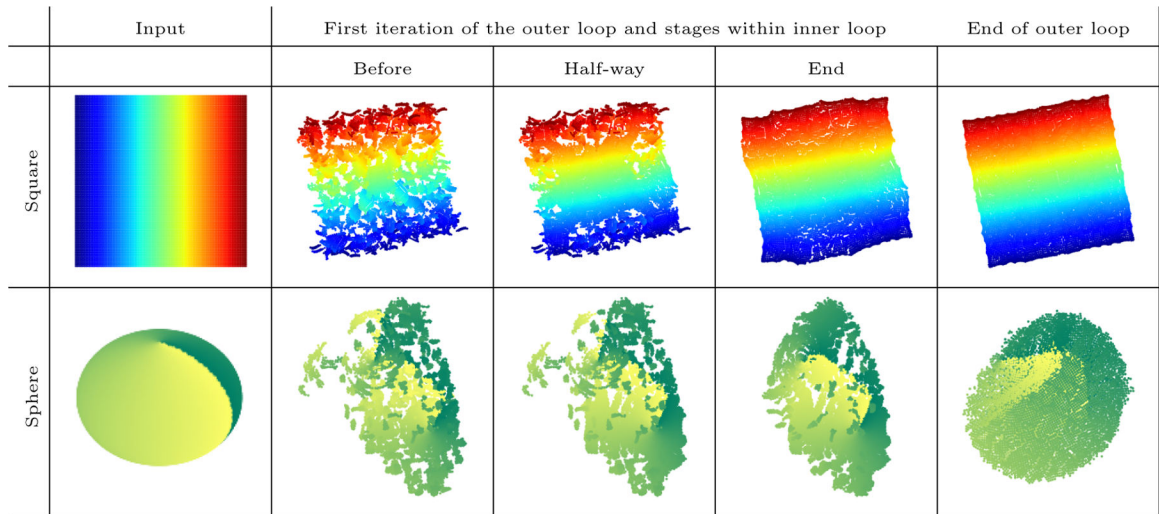 Input
First iteration of the outer loop and stages within inner loop
End of outer loop
Before
Half-way
End
Square
Sphere